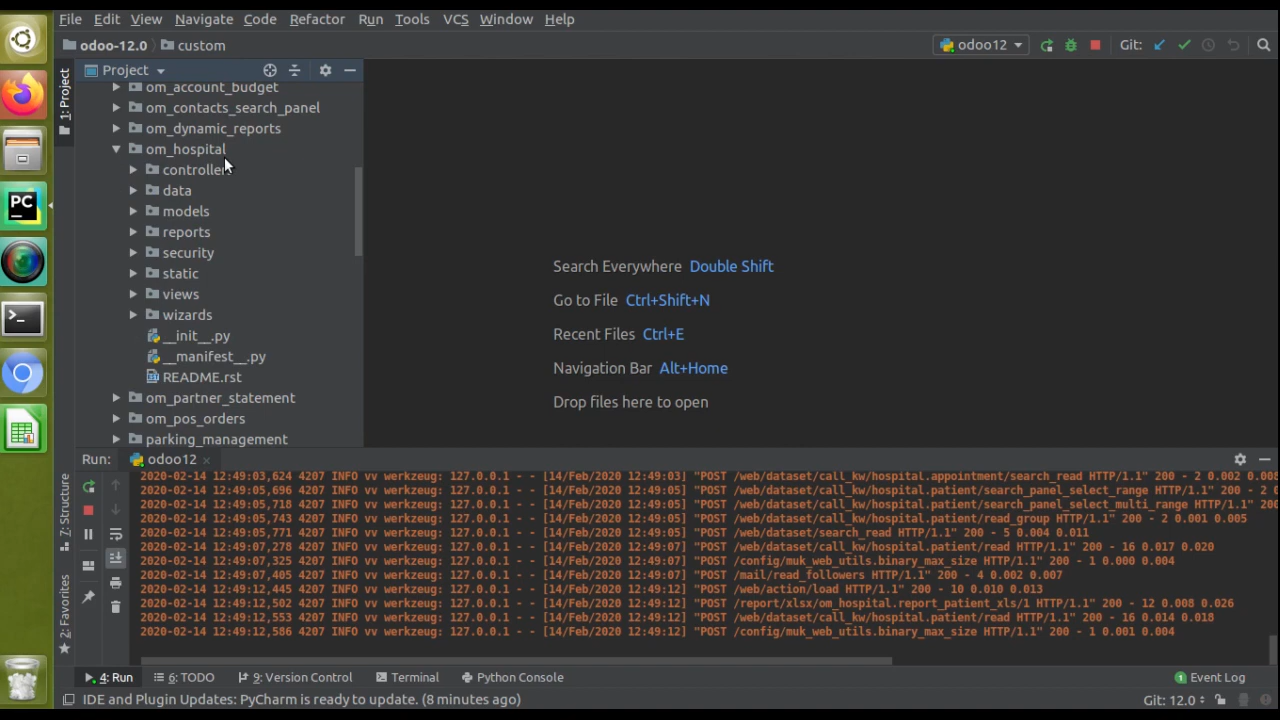 File Edit View Navigate Code Refactor Run Tools VCS Window Help
odoo-12.0 custom odoo12 Git:
1: Project
Project
om_account_budget
om_contacts_search_panel
om_dynamic_reports
om_hospital
controllers
data
models
reports
security
static
views
wizards
__init__.py
__manifest__.py
README.rst
om_partner_statement
om_pos_orders
parking_management
PC
Search Everywhere Double Shift
Go to File Ctrl+Shift+N
Recent Files Ctrl+E
Navigation Bar Alt+Home
Drop files here to open
Run: odoo12
7: Structure
2: Favorites
2020-02-14 12:49:03,624 4207 INFO vv werkzeug: 127.0.0.1 - - [14/Feb/2020 12:49:03] "POST /web/dataset/call_kw/hospital.appointment/search_read HTTP/1.1" 200 - 2 0.002 0.008
2020-02-14 12:49:05,696 4207 INFO vv werkzeug: 127.0.0.1 - - [14/Feb/2020 12:49:05] "POST /web/dataset/call_kw/hospital.patient/search_panel_select_range HTTP/1.1" 200 - 2 0
2020-02-14 12:49:05,718 4207 INFO vv werkzeug: 127.0.0.1 - - [14/Feb/2020 12:49:05] "POST /web/dataset/call_kw/hospital.patient/search_panel_select_multi_range HTTP/1.1" 20
2020-02-14 12:49:05,743 4207 INFO vv werkzeug: 127.0.0.1 - - [14/Feb/2020 12:49:05] "POST /web/dataset/call_kw/hospital.patient/read_group HTTP/1.1" 200 - 2 0.001 0.005
2020-02-14 12:49:05,771 4207 INFO vv werkzeug: 127.0.0.1 - - [14/Feb/2020 12:49:05] "POST /web/dataset/search_read HTTP/1.1" 200 - 5 0.004 0.011
2020-02-14 12:49:07,278 4207 INFO vv werkzeug: 127.0.0.1 - - [14/Feb/2020 12:49:07] "POST /web/dataset/call_kw/hospital.patient/read HTTP/1.1" 200 - 16 0.017 0.020
2020-02-14 12:49:07,325 4207 INFO vv werkzeug: 127.0.0.1 - - [14/Feb/2020 12:49:07] "POST /config/muk_web_utils.binary_max_size HTTP/1.1" 200 - 1 0.000 0.004
2020-02-14 12:49:07,405 4207 INFO vv werkzeug: 127.0.0.1 - - [14/Feb/2020 12:49:07] "POST /mail/read_followers HTTP/1.1" 200 - 4 0.002 0.007
2020-02-14 12:49:12,445 4207 INFO vv werkzeug: 127.0.0.1 - - [14/Feb/2020 12:49:12] "POST /web/action/load HTTP/1.1" 200 - 10 0.010 0.013
2020-02-14 12:49:12,502 4207 INFO vv werkzeug: 127.0.0.1 - - [14/Feb/2020 12:49:12] "POST /report/xlsx/om_hospital.report_patient_xls/1 HTTP/1.1" 200 - 12 0.008 0.026
2020-02-14 12:49:12,553 4207 INFO vv werkzeug: 127.0.0.1 - - [14/Feb/2020 12:49:12] "POST /web/dataset/call_kw/hospital.patient/read HTTP/1.1" 200 - 16 0.014 0.018
2020-02-14 12:49:12,586 4207 INFO vv werkzeug: 127.0.0.1 - - [14/Feb/2020 12:49:12] "POST /config/muk_web_utils.binary_max_size HTTP/1.1" 200 - 1 0.001 0.004
4: Run 6: TODO 9: Version Control Terminal Python Console 1 Event Log
IDE and Plugin Updates: PyCharm is ready to update. (8 minutes ago) Git: 12.0